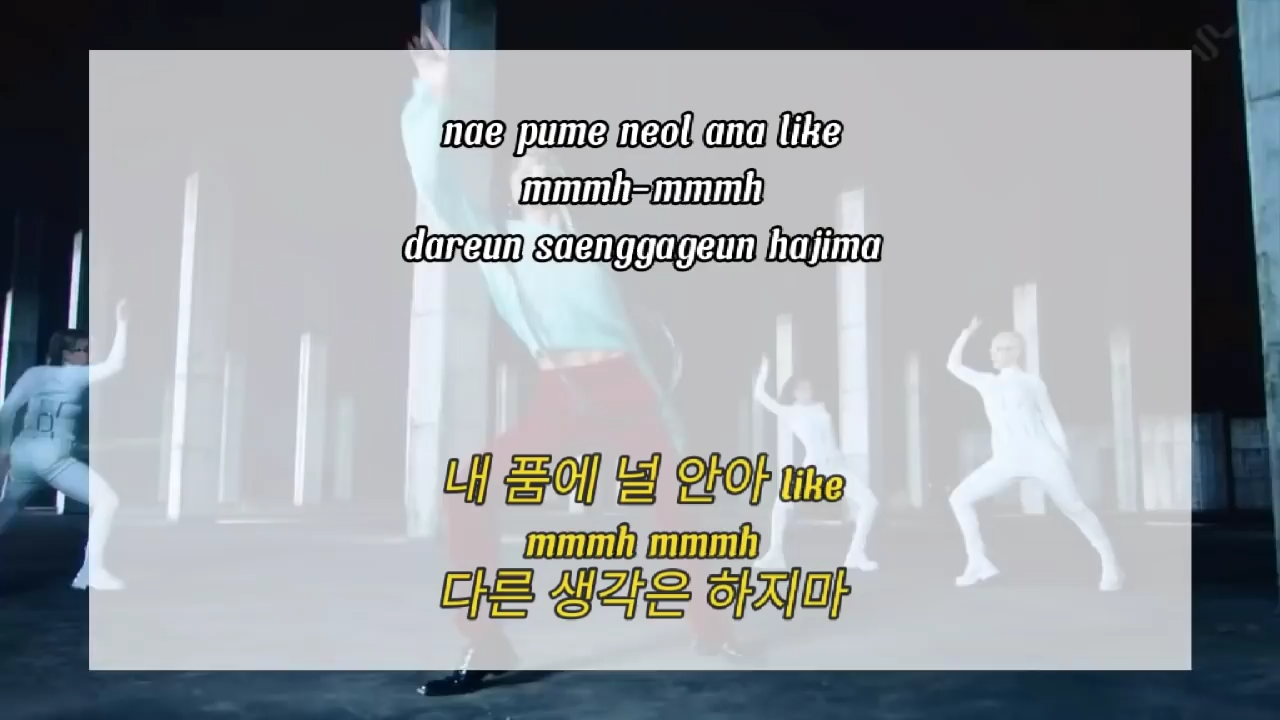 nae pume neol ana like
mmmh-mmmh
dareun saenggageun hajima
내 품에 널 안아 like
mmmh mmmh
다른 생각은 하지마